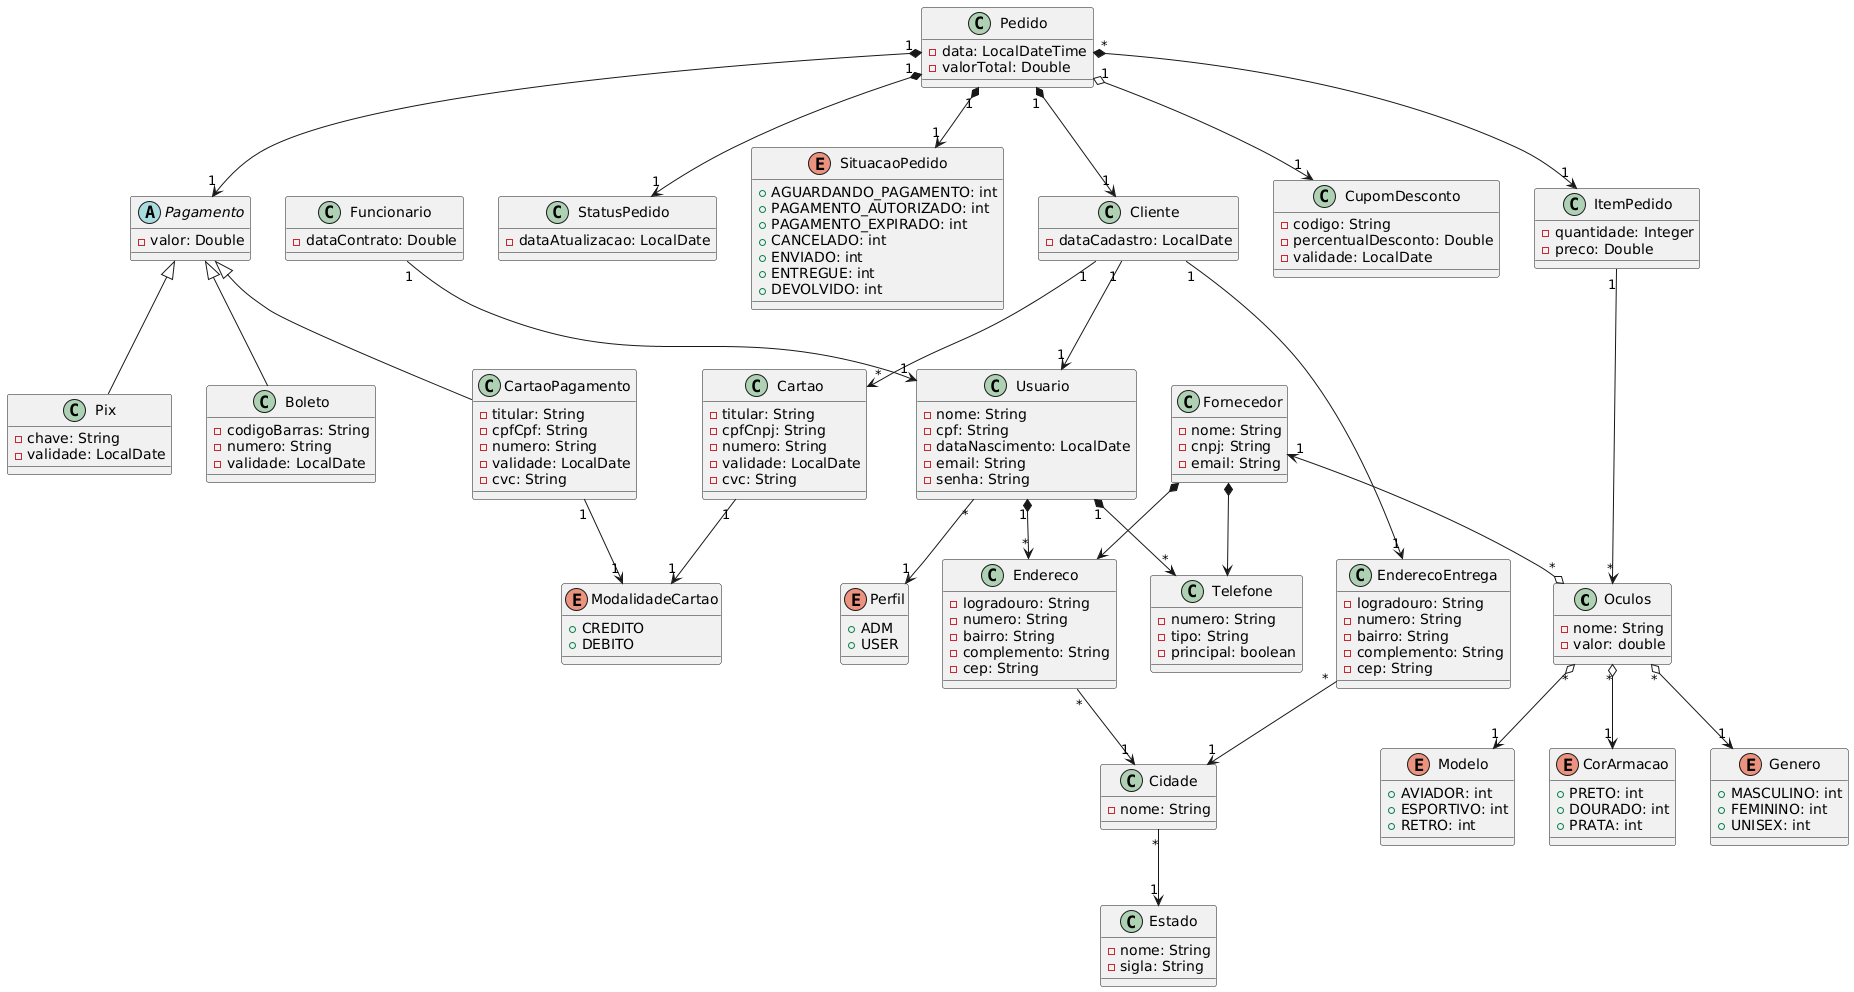 C Pedido
data: LocalDateTime
valorTotal: Double
1
1
1
1
1
*
1
1
1
1
1
1
A Pagamento
valor: Double
C Funcionario
dataContrato: Double
C StatusPedido
dataAtualizacao: LocalDate
E SituacaoPedido
AGUARDANDO_PAGAMENTO: int
PAGAMENTO_AUTORIZADO: int
PAGAMENTO_EXPIRADO: int
CANCELADO: int
ENVIADO: int
ENTREGUE: int
DEVOLVIDO: int
C Cliente
dataCadastro: LocalDate
C CupomDesconto
codigo: String
percentualDesconto: Double
validade: LocalDate
C ItemPedido
quantidade: Integer
preco: Double
1
1
1
1
1
*
1
1
C Pix
chave: String
validade: LocalDate
C Boleto
codigoBarras: String
numero: String
validade: LocalDate
C CartaoPagamento
titular: String
cpfCpf: String
numero: String
validade: LocalDate
cvc: String
C Cartao
titular: String
cpfCnpj: String
numero: String
validade: LocalDate
cvc: String
C Usuario
nome: String
cpf: String
dataNascimento: LocalDate
email: String
senha: String
C Fornecedor
nome: String
cnpj: String
email: String
1
1
1
*
1
1
1
1
1
*
*
1
*
*
E ModalidadeCartao
CREDITO
DEBITO
E Perfil
ADM
USER
C Endereco
logradouro: String
numero: String
bairro: String
complemento: String
cep: String
C Telefone
numero: String
tipo: String
principal: boolean
C EnderecoEntrega
logradouro: String
numero: String
bairro: String
complemento: String
cep: String
C Oculos
nome: String
valor: double
*
*
*
*
*
1
1
1
1
1
C Cidade
nome: String
E Modelo
AVIADOR: int
ESPORTIVO: int
RETRO: int
E CorArmacao
PRETO: int
DOURADO: int
PRATA: int
E Genero
MASCULINO: int
FEMININO: int
UNISEX: int
*
1
C Estado
nome: String
sigla: String